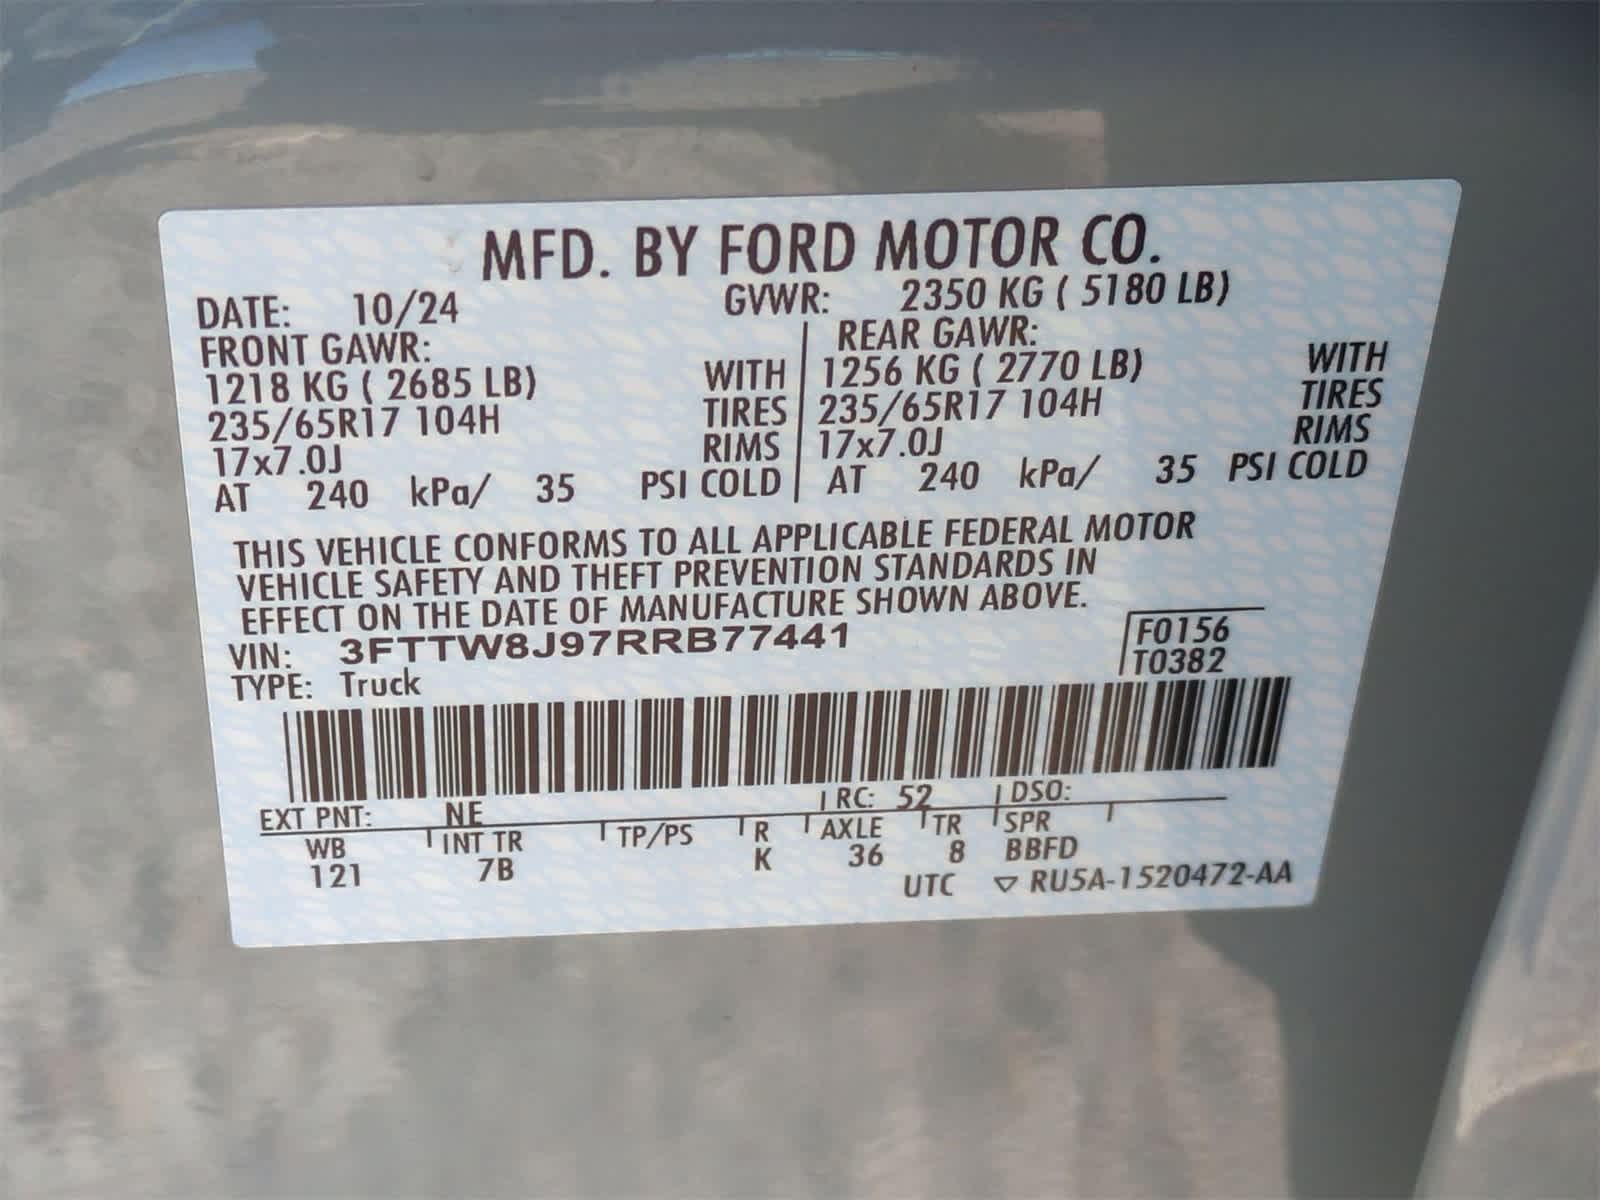 MFD. BY FORD MOTOR CO.
DATE: 10/24 GVWR: 2350 KG ( 5180 LB)
FRONT GAWR: REAR GAWR:
1218 KG ( 2685 LB) WITH 1256 KG ( 2770 LB) WITH
235/65R17 104H TIRES 235/65R17 104H TIRES
17x7.0J RIMS 17x7.0J RIMS
AT 240 kPa/ 35 PSI COLD AT 240 kPa/ 35 PSI COLD
THIS VEHICLE CONFORMS TO ALL APPLICABLE FEDERAL MOTOR
VEHICLE SAFETY AND THEFT PREVENTION STANDARDS IN
EFFECT ON THE DATE OF MANUFACTURE SHOWN ABOVE.
VIN: 3FTTW8J97RRB77441 F0156
TYPE: Truck T0382
EXT PNT: NE RC: 52 DSO:
WB INT TR TP/PS R AXLE TR SPR
121 7B K 36 8 BBFD
UTC ▽ RU5A-1520472-AA